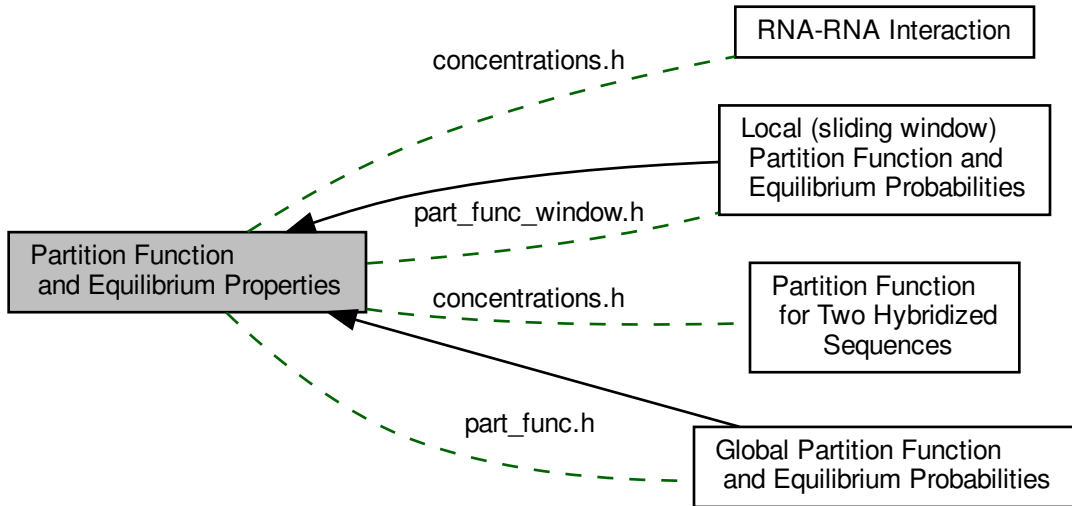 RNA-RNA Interaction
concentrations.h
Local (sliding window)
Partition Function and
Equilibrium Probabilities
part_func_window.h
Partition Function
and Equilibrium Properties
concentrations.h
Partition Function
for Two Hybridized
Sequences
part_func.h
Global Partition Function
and Equilibrium Probabilities